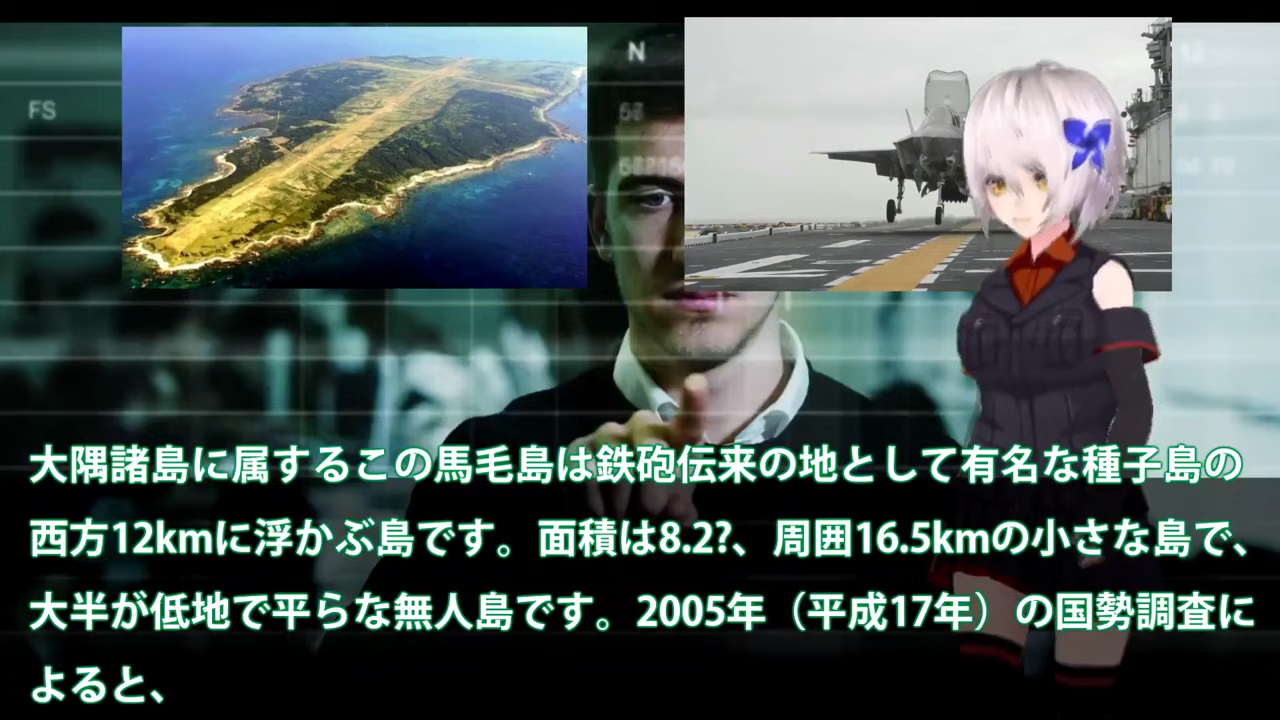 N
FS
大隅諸島に属するこの馬毛島は鉄砲伝来の地として有名な種子島の
西方12kmに浮かぶ島です。面積は8.2?、周囲16.5kmの小さな島で、
大半が低地で平らな無人島です。2005年（平成17年）の国勢調査に
よると、